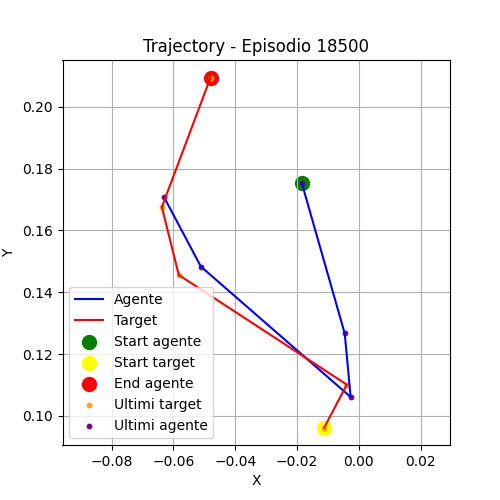 Trajectory - Episodio 18500
0.20
0.18
0.16
0.14
0.12
0.10
Y
Agente
Target
Start agente
Start target
End agente
Ultimi target
Ultimi agente
−0.08
−0.06
−0.04
−0.02
0.00
0.02
X